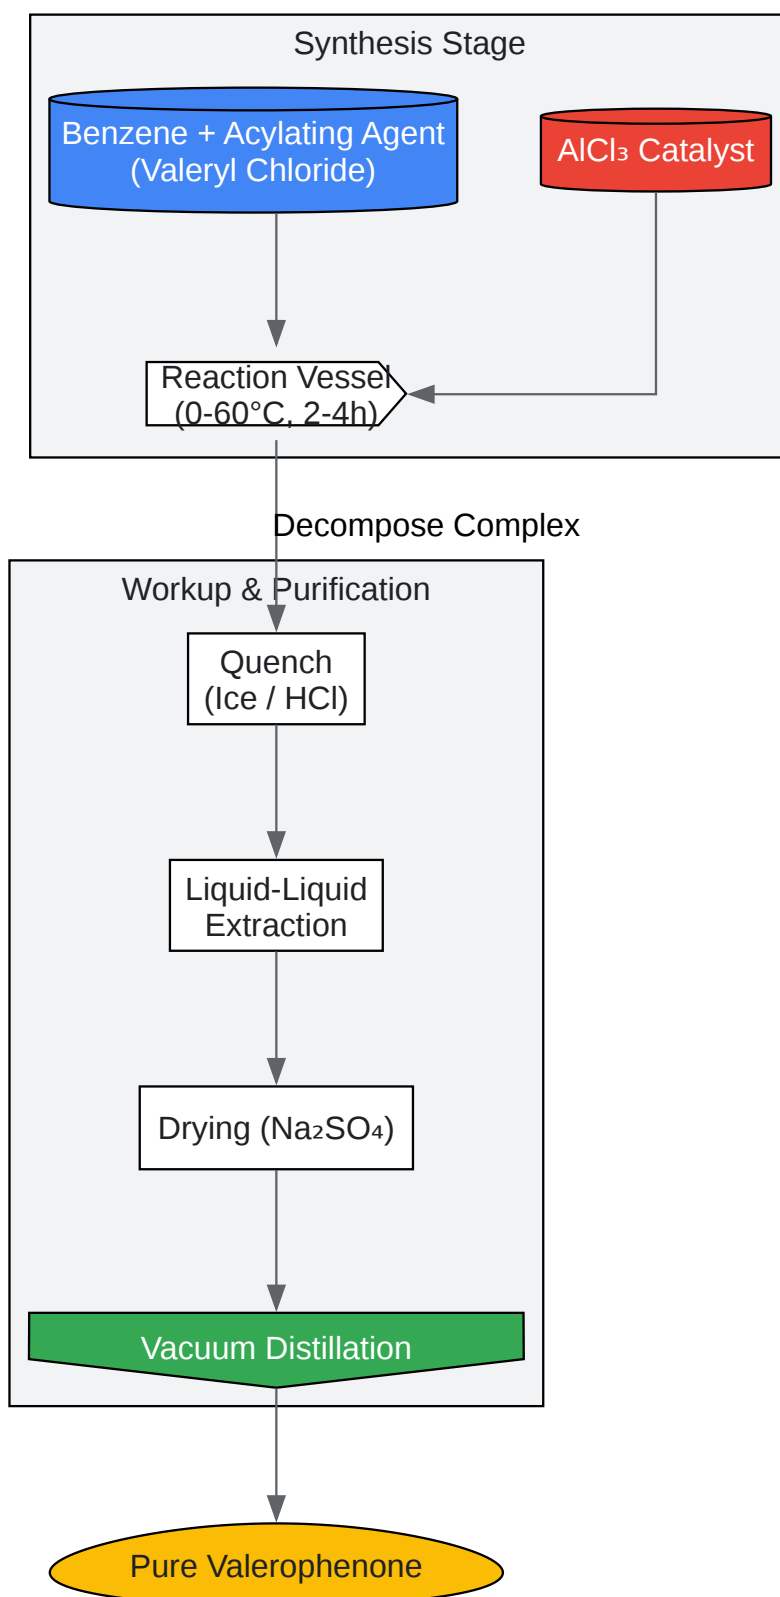 Synthesis Stage
Benzene + Acylating Agent
(Valeryl Chloride)
AlCl₃ Catalyst
Reaction Vessel
(0-60°C, 2-4h)
Decompose Complex
Workup & Purification
Quench
(Ice / HCl)
Liquid-Liquid
Extraction
Drying (Na₂SO₄)
Vacuum Distillation
Pure Valerophenone